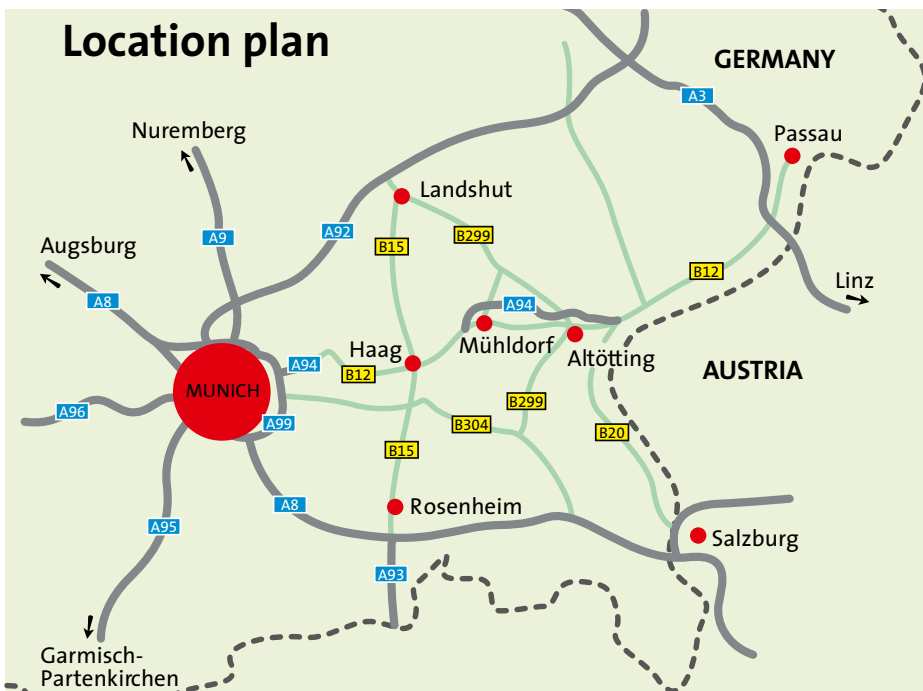 Location plan
GERMANY
A3
Nuremberg
Passau
Landshut
A92
A9
B299
B15
Augsburg
B12
Linz
A8
A94
Mühldorf
Haag
A94
Altötting
B12
AUSTRIA
MUNICH
B299
A96
A99
B304
B20
B15
A8
Rosenheim
A95
Salzburg
A93
Garmisch-
Partenkirchen